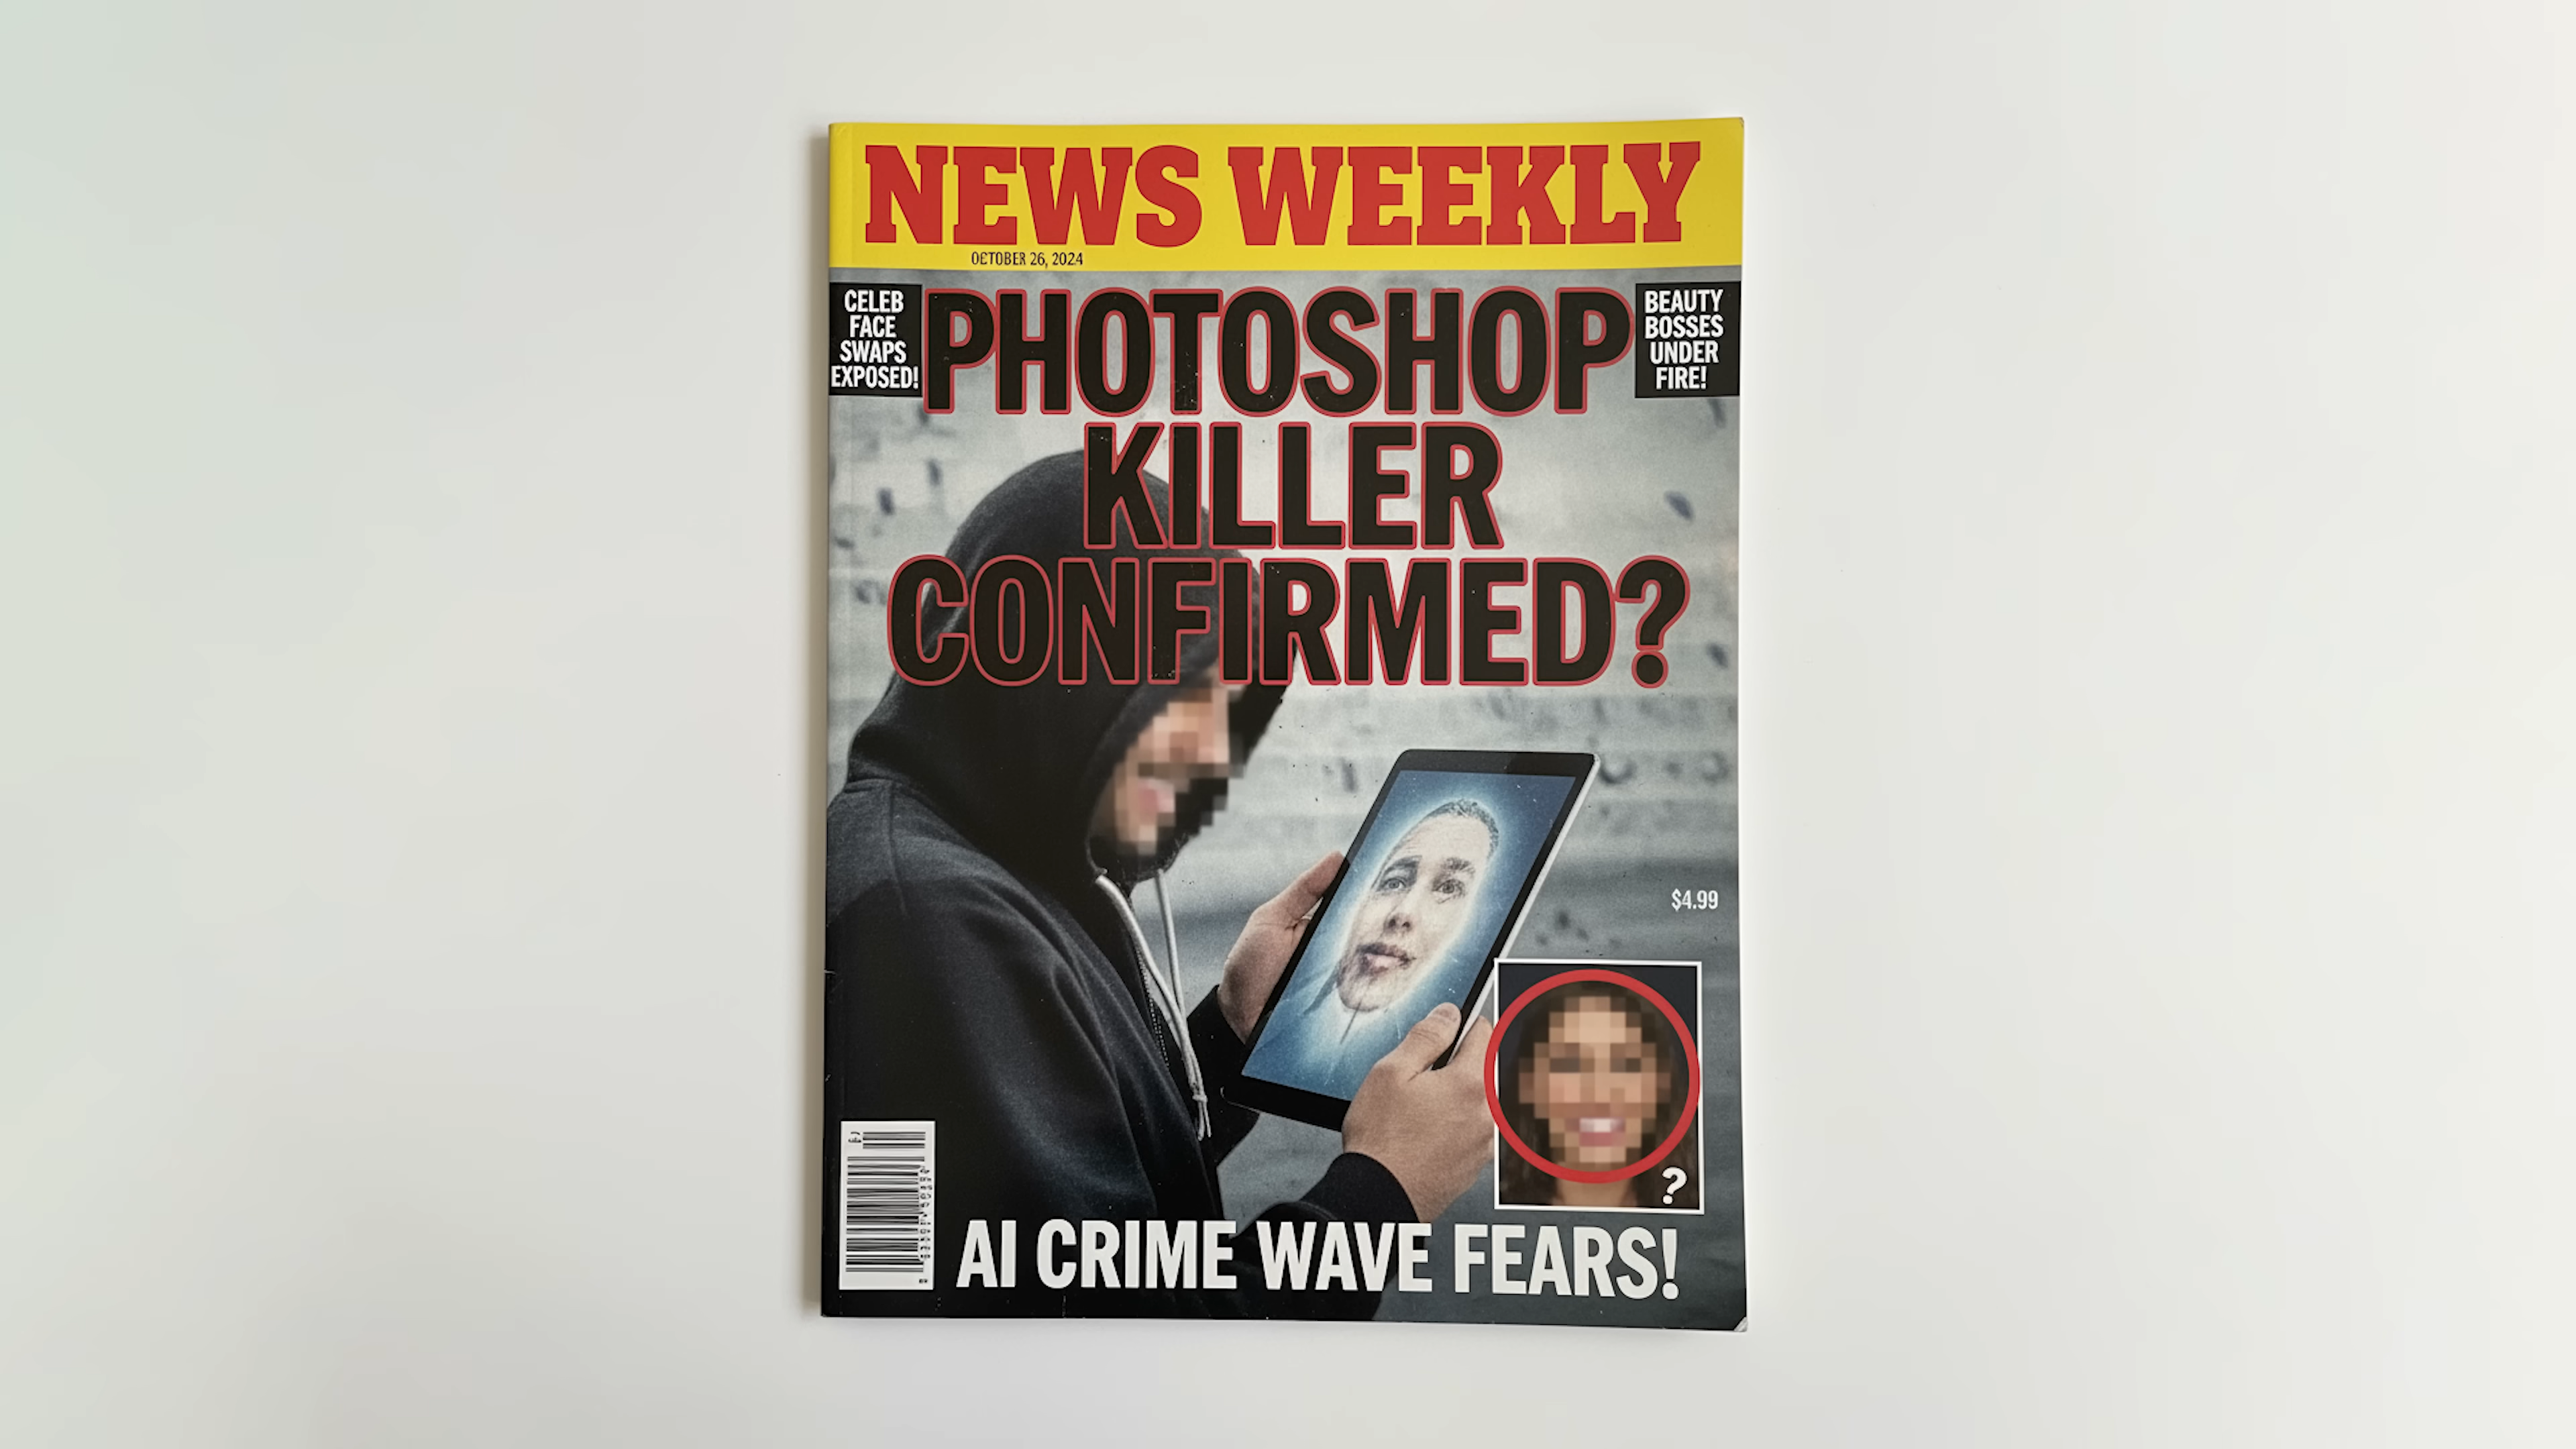 NEWS WEEKLY
OCTOBER 26, 2024
CELEB
FACE
SWAPS
EXPOSED!
PHOTOSHOP
KILLER
CONFIRMED?
BEAUTY
BOSSES
UNDER
FIRE!
$4.99
?
AI CRIME WAVE FEARS!